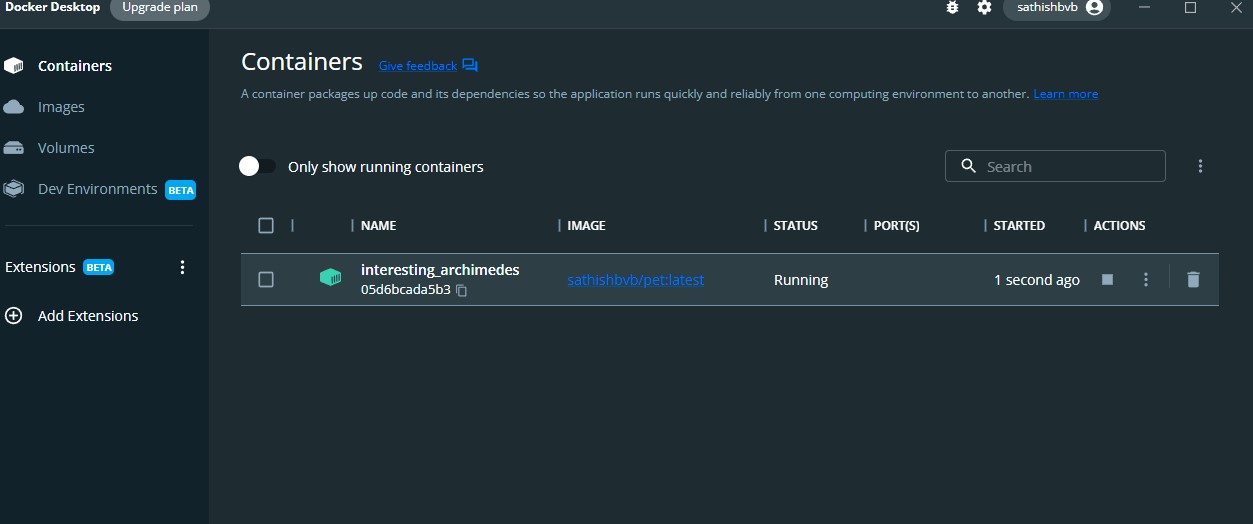 Docker Desktop Upgrade plan sathishbvb
Containers
Images
Volumes
Dev Environments BETA
Extensions BETA
Add Extensions
Containers Give feedback
A container packages up code and its dependencies so the application runs quickly and reliably from one computing environment to another. Learn more
Only show running containers
Search
NAME IMAGE STATUS PORT(S) STARTED ACTIONS
interesting_archimedes sathishbvb/pet:latest Running 1 second ago
05d6bcada5b3